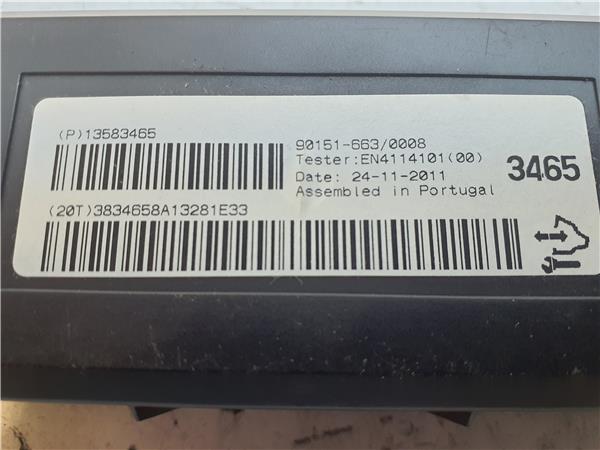 (P)13583465
90151-663/0008
Tester:EN4114101(00)
Date: 24-11-2011
Assembled in Portugal
3465
(20T)3834658A13281E33